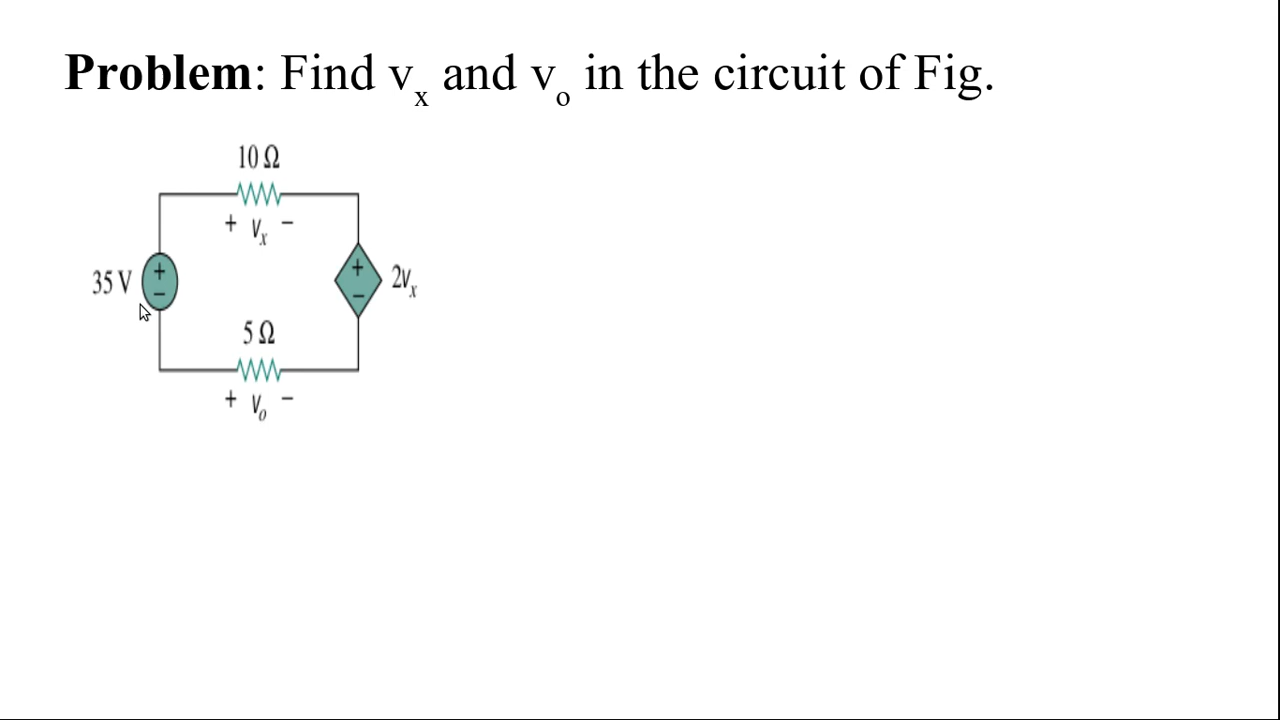 Problem: Find vₓ and vₒ in the circuit of Fig.
10 Ω
+ vₓ −
35 V + − + − 2vₓ
5 Ω
+ vₒ −